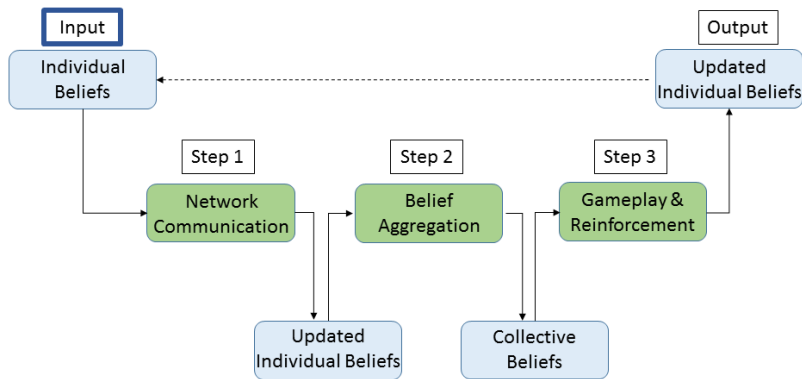 Input
Individual
Beliefs
Output
Updated
Individual Beliefs
Step 1
Network
Communication
Step 2
Belief
Aggregation
Step 3
Gameplay &
Reinforcement
Updated
Individual Beliefs
Collective
Beliefs